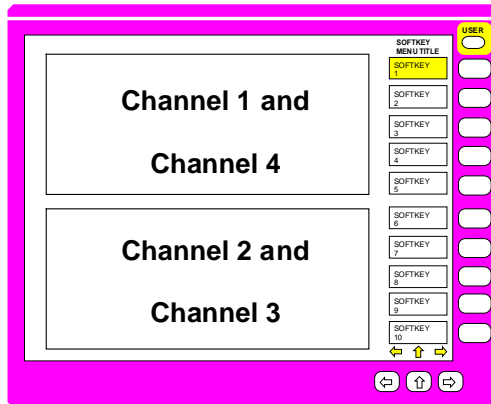 USER
SOFTKEY
MENU TITLE
SOFTKEY
1
SOFTKEY
2
SOFTKEY
3
SOFTKEY
4
SOFTKEY
5
SOFTKEY
6
SOFTKEY
7
SOFTKEY
8
SOFTKEY
9
SOFTKEY
10
Channel 1 and
Channel 4
Channel 2 and
Channel 3